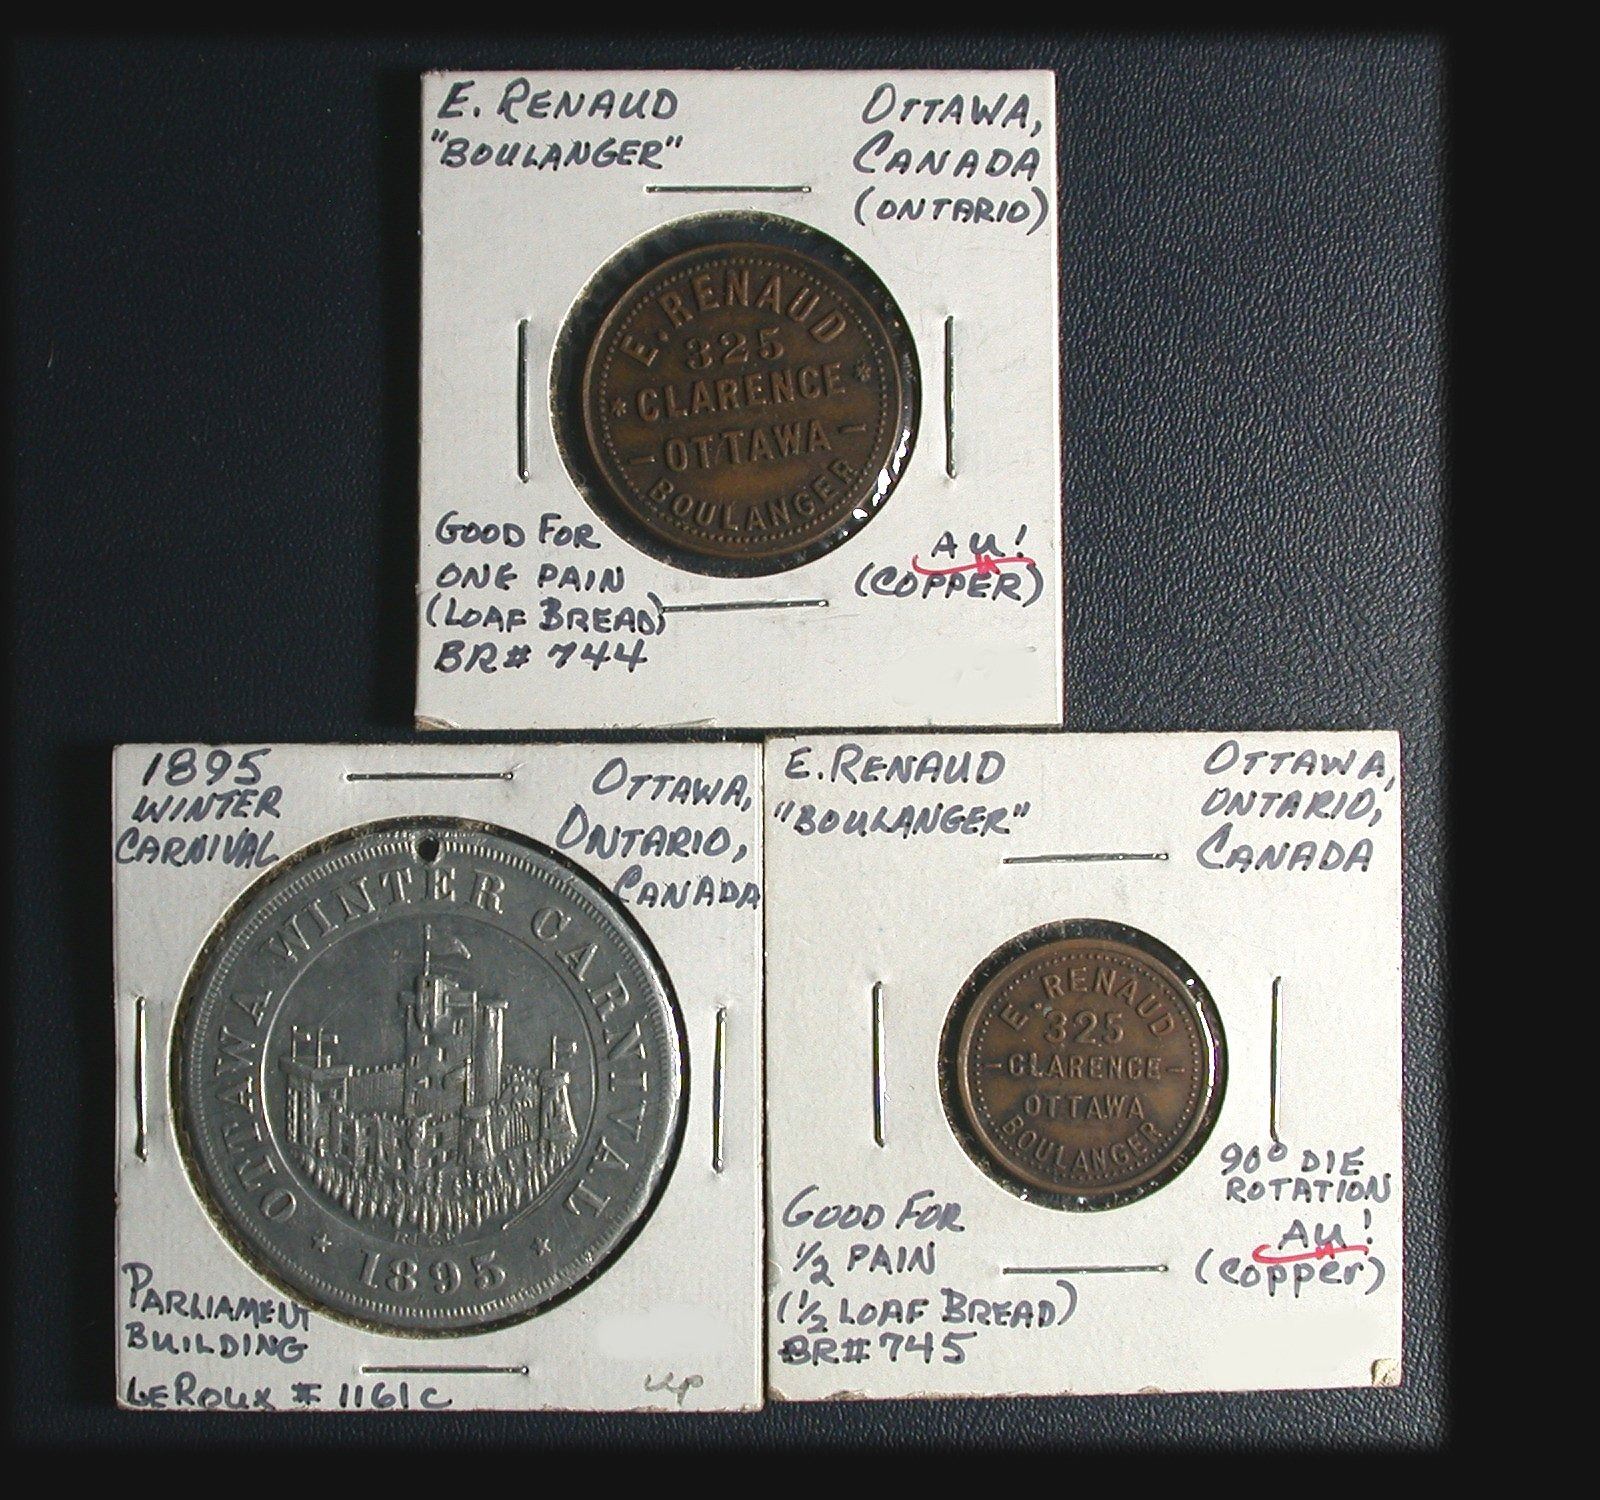 E. RENAUD
"BOULANGER"
OTTAWA,
CANADA
(ONTARIO)
E. RENAUD
325
* CLARENCE *
- OTTAWA -
BOULANGER
GOOD FOR
ONE PAIN
(LOAF BREAD)
BR# 744
AU!
(COPPER)
1895
WINTER
CARNIVAL
OTTAWA,
ONTARIO,
CANADA
OTTAWA WINTER CARNIVAL
* 1895 *
PARLIAMENT
BUILDING
LEROUX # 1161C
E. RENAUD
"BOULANGER"
OTTAWA,
ONTARIO,
CANADA
E. RENAUD
325
- CLARENCE -
OTTAWA
BOULANGER
90° DIE
ROTATION
AU!
(COPPER)
GOOD FOR
1/2 PAIN
(1/2 LOAF BREAD)
BR# 745